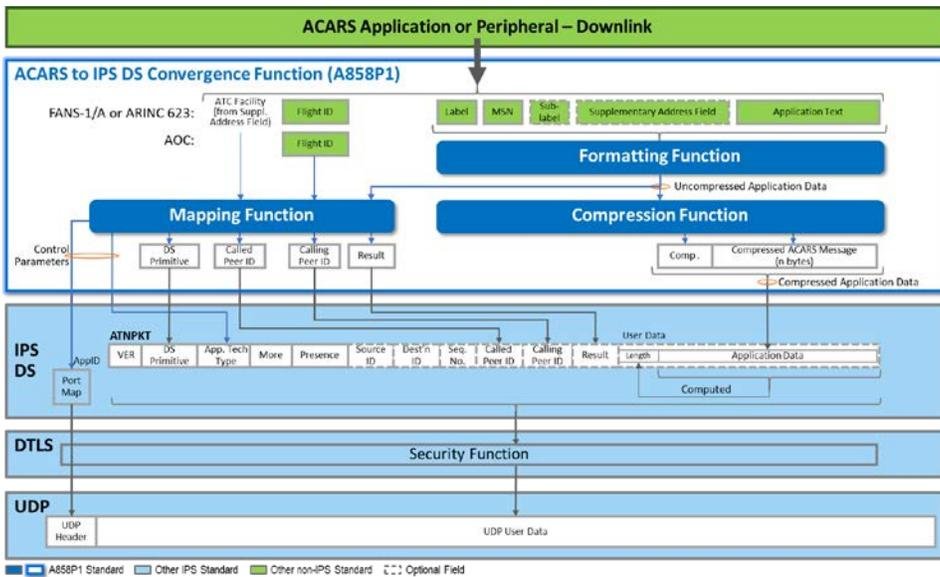 ACARS Application or Peripheral – Downlink
ACARS to IPS DS Convergence Function (A858P1)
FANS-1/A or ARINC 623:
ATC Facility
(from Suppl.
Address Field)
Flight ID
Label
MSN
Sub-
label
Supplementary Address Field
Application Text
AOC:
Flight ID
Formatting Function
Uncompressed Application Data
Mapping Function
Compression Function
Control
Parameters
DS
Primitive
Called
Peer ID
Calling
Peer ID
Result
Comp.
Compressed ACARS Message
(n bytes)
Compressed Application Data
IPS
DS
ATNPKT
User Data
AppID
VER
DS
Primitive
App. Tech
Type
More
Presence
Source
ID
Dest'n
ID
Seq.
No.
Called
Peer ID
Calling
Peer ID
Result
Length
Application Data
Port
Map
Computed
DTLS
Security Function
UDP
UDP
Header
UDP User Data
A858P1 Standard
Other IPS Standard
Other non-IPS Standard
Optional Field